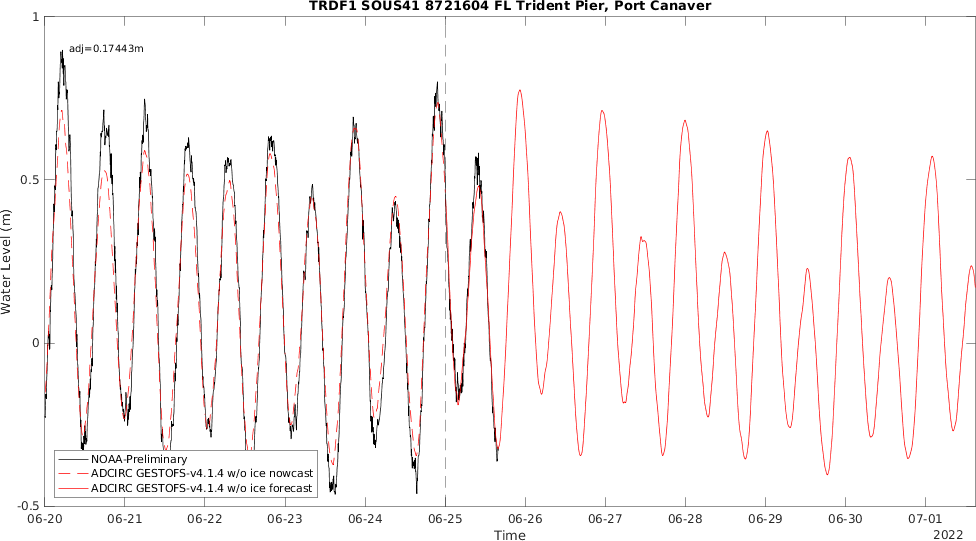 TRDF1 SOUS41 8721604 FL Trident Pier, Port Canaver
adj=0.17443m
1
0.5
0
-0.5
Water Level (m)
NOAA-Preliminary
ADCIRC GESTOFS-v4.1.4 w/o ice nowcast
ADCIRC GESTOFS-v4.1.4 w/o ice forecast
06-20 06-21 06-22 06-23 06-24 06-25 06-26 06-27 06-28 06-29 06-30 07-01
Time
2022